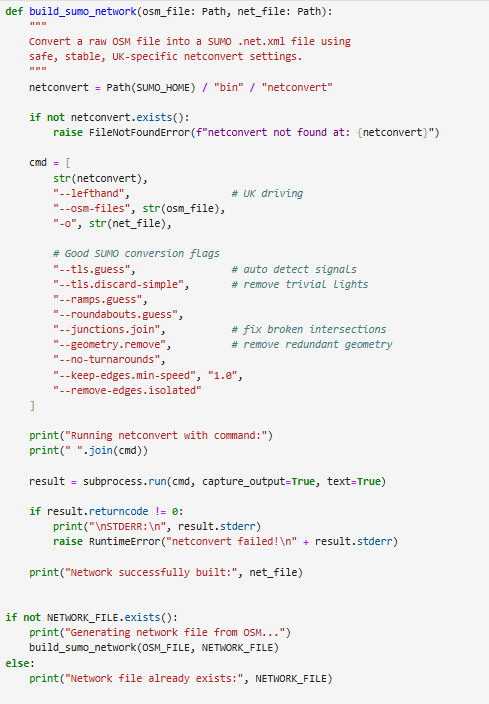 def build_sumo_network(osm_file: Path, net_file: Path):
    """
    Convert a raw OSM file into a SUMO .net.xml file using
    safe, stable, UK-specific netconvert settings.
    """
    netconvert = Path(SUMO_HOME) / "bin" / "netconvert"

    if not netconvert.exists():
        raise FileNotFoundError(f"netconvert not found at: {netconvert}")

    cmd = [
        str(netconvert),
        "--lefthand",                 # UK driving
        "--osm-files", str(osm_file),
        "-o", str(net_file),

        # Good SUMO conversion flags
        "--tls.guess",                # auto detect signals
        "--tls.discard-simple",       # remove trivial lights
        "--ramps.guess",
        "--roundabouts.guess",
        "--junctions.join",           # fix broken intersections
        "--geometry.remove",          # remove redundant geometry
        "--no-turnarounds",
        "--keep-edges.min-speed", "1.0",
        "--remove-edges.isolated"
    ]

    print("Running netconvert with command:")
    print(" ".join(cmd))

    result = subprocess.run(cmd, capture_output=True, text=True)

    if result.returncode != 0:
        print("\nSTDERR:\n", result.stderr)
        raise RuntimeError("netconvert failed!\n" + result.stderr)

    print("Network successfully built:", net_file)


if not NETWORK_FILE.exists():
    print("Generating network file from OSM...")
    build_sumo_network(OSM_FILE, NETWORK_FILE)
else:
    print("Network file already exists:", NETWORK_FILE)